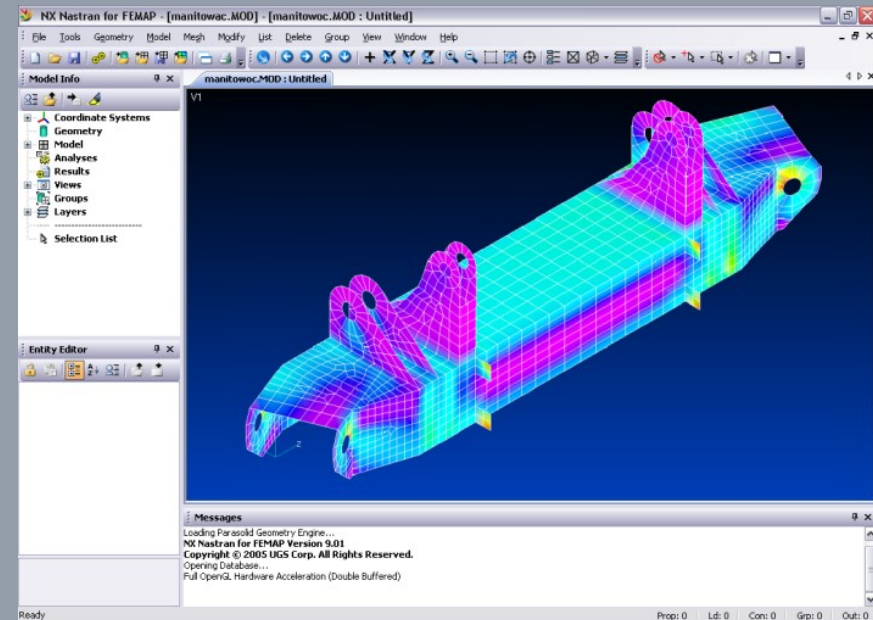 NX Nastran for FEMAP - [manitowac.MOD] - [manitowoc.MOD : Untitled]
File Tools Geometry Model Mesh Modify List Delete Group View Window Help
Model Info
manitowoc.MOD : Untitled
V1
Coordinate Systems
Geometry
Model
Analyses
Results
Views
Groups
Layers
Selection List
Z
Entity Editor
Messages
Loading Parasolid Geometry Engine...
NX Nastran for FEMAP Version 9.01
Copyright © 2005 UGS Corp. All Rights Reserved.
Opening Database...
Full OpenGL Hardware Acceleration (Double Buffered)
Ready
Prop: 0 Ld: 0 Con: 0 Grp: 0 Out: 0